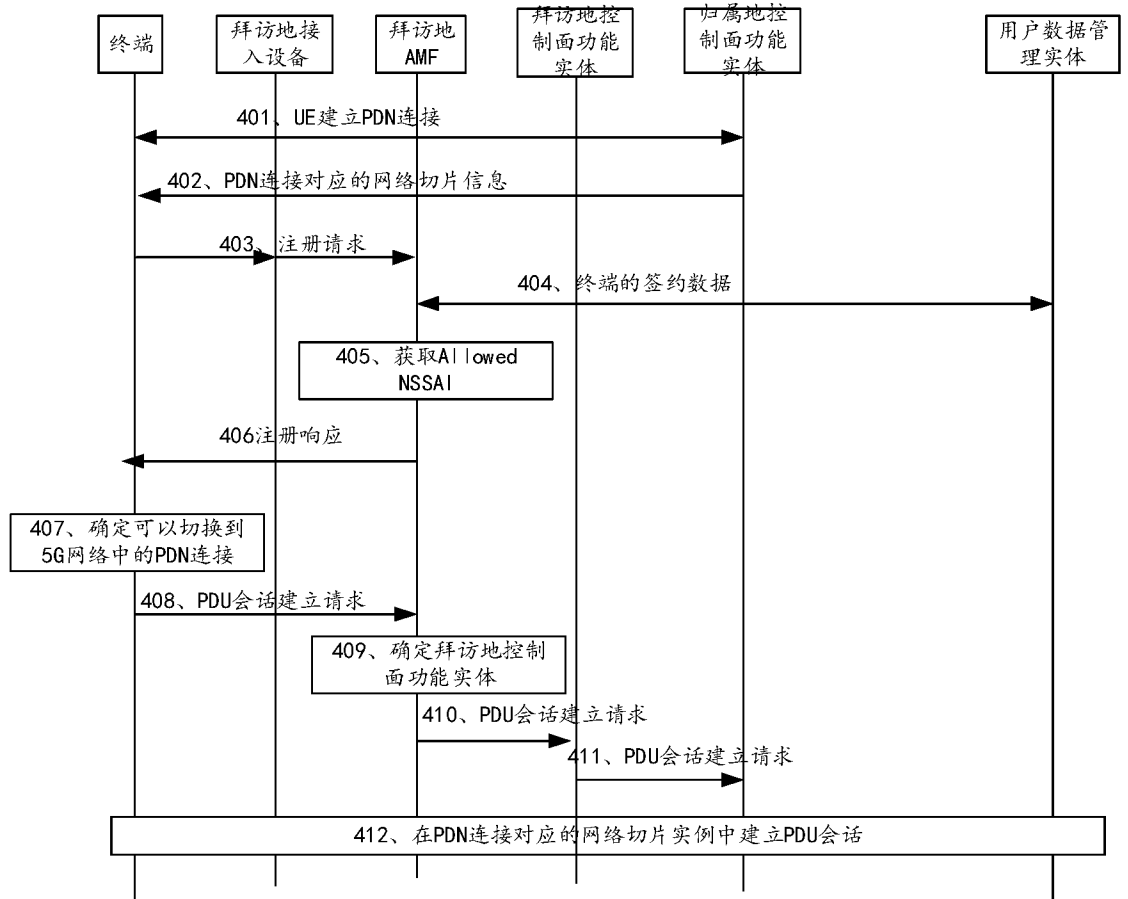 终端
拜访地接
入设备
拜访地
AMF
拜访地控
制面功能
实体
归属地控
制面功能
实体
用户数据管
理实体
401、UE建立PDN连接
402、PDN连接对应的网络切片信息
403、注册请求
404、终端的签约数据
405、获取Allowed
NSSAI
406注册响应
407、确定可以切换到
5G网络中的PDN连接
408、PDU会话建立请求
409、确定拜访地控制
面功能实体
410、PDU会话建立请求
411、PDU会话建立请求
412、在PDN连接对应的网络切片实例中建立PDU会话